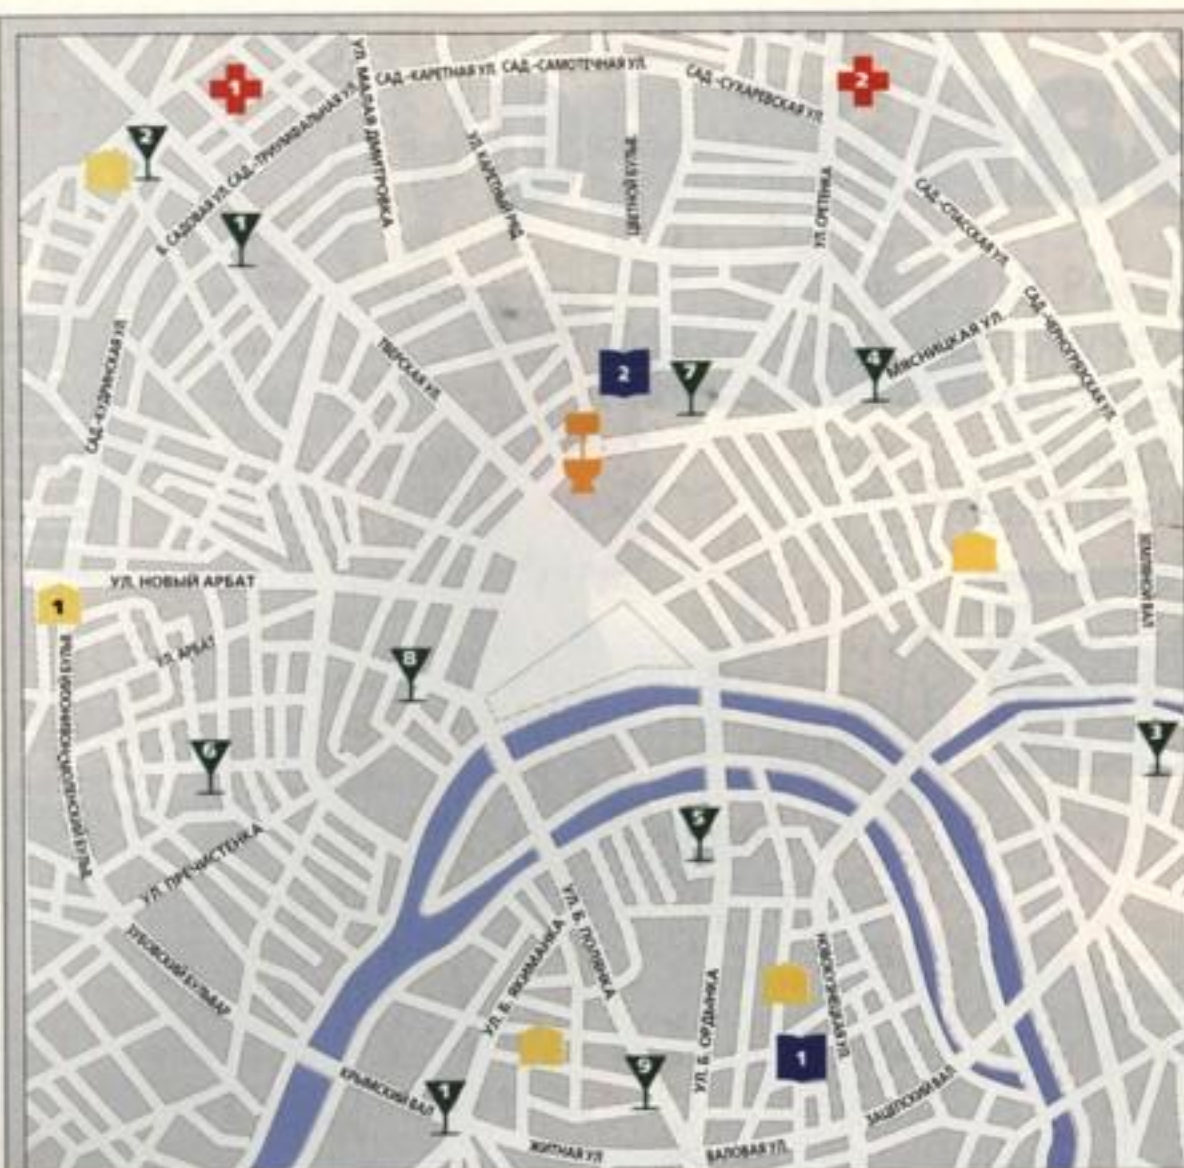 САД.-КАРЕТНАЯ УЛ.
САД.-САМОТЕЧНАЯ УЛ.
САД.-СУХАРЕВСКАЯ УЛ.
УЛ. МАЛАЯ ДМИТРОВКА
1
2
2
Б. САДОВАЯ УЛ.
САД.-ТРИУМФАЛЬНАЯ УЛ.
УЛ. КАРЕТНЫЙ РЯД
УЛ. СРЕТЕНКА
САД.-СПАССКАЯ УЛ.
1
САД.-ЧЕРНОГРЯЗСКАЯ УЛ.
САД.-КУДРИНСКАЯ УЛ.
ТВЕРСКАЯ УЛ.
2
7
4
МЯСНИЦКАЯ УЛ.
ЗЕМЛЯНОЙ ВАЛ
УЛ. НОВЫЙ АРБАТ
1
УЛ. АРБАТ
8
6
3
5
УЛ. ПРЕЧИСТЕНКА
ЗУБОВСКИЙ БУЛЬВАР
УЛ. Б. ЯКИМАНКА
УЛ. Б. ПОЛЯНКА
УЛ. Б. ОРДЫНКА
НОВОКУЗНЕЦКАЯ УЛ.
1
КРЫМСКИЙ ВАЛ
1
9
ЗАЦЕПСКИЙ ВАЛ
ЖИТНАЯ УЛ.
ВАЛОВАЯ УЛ.